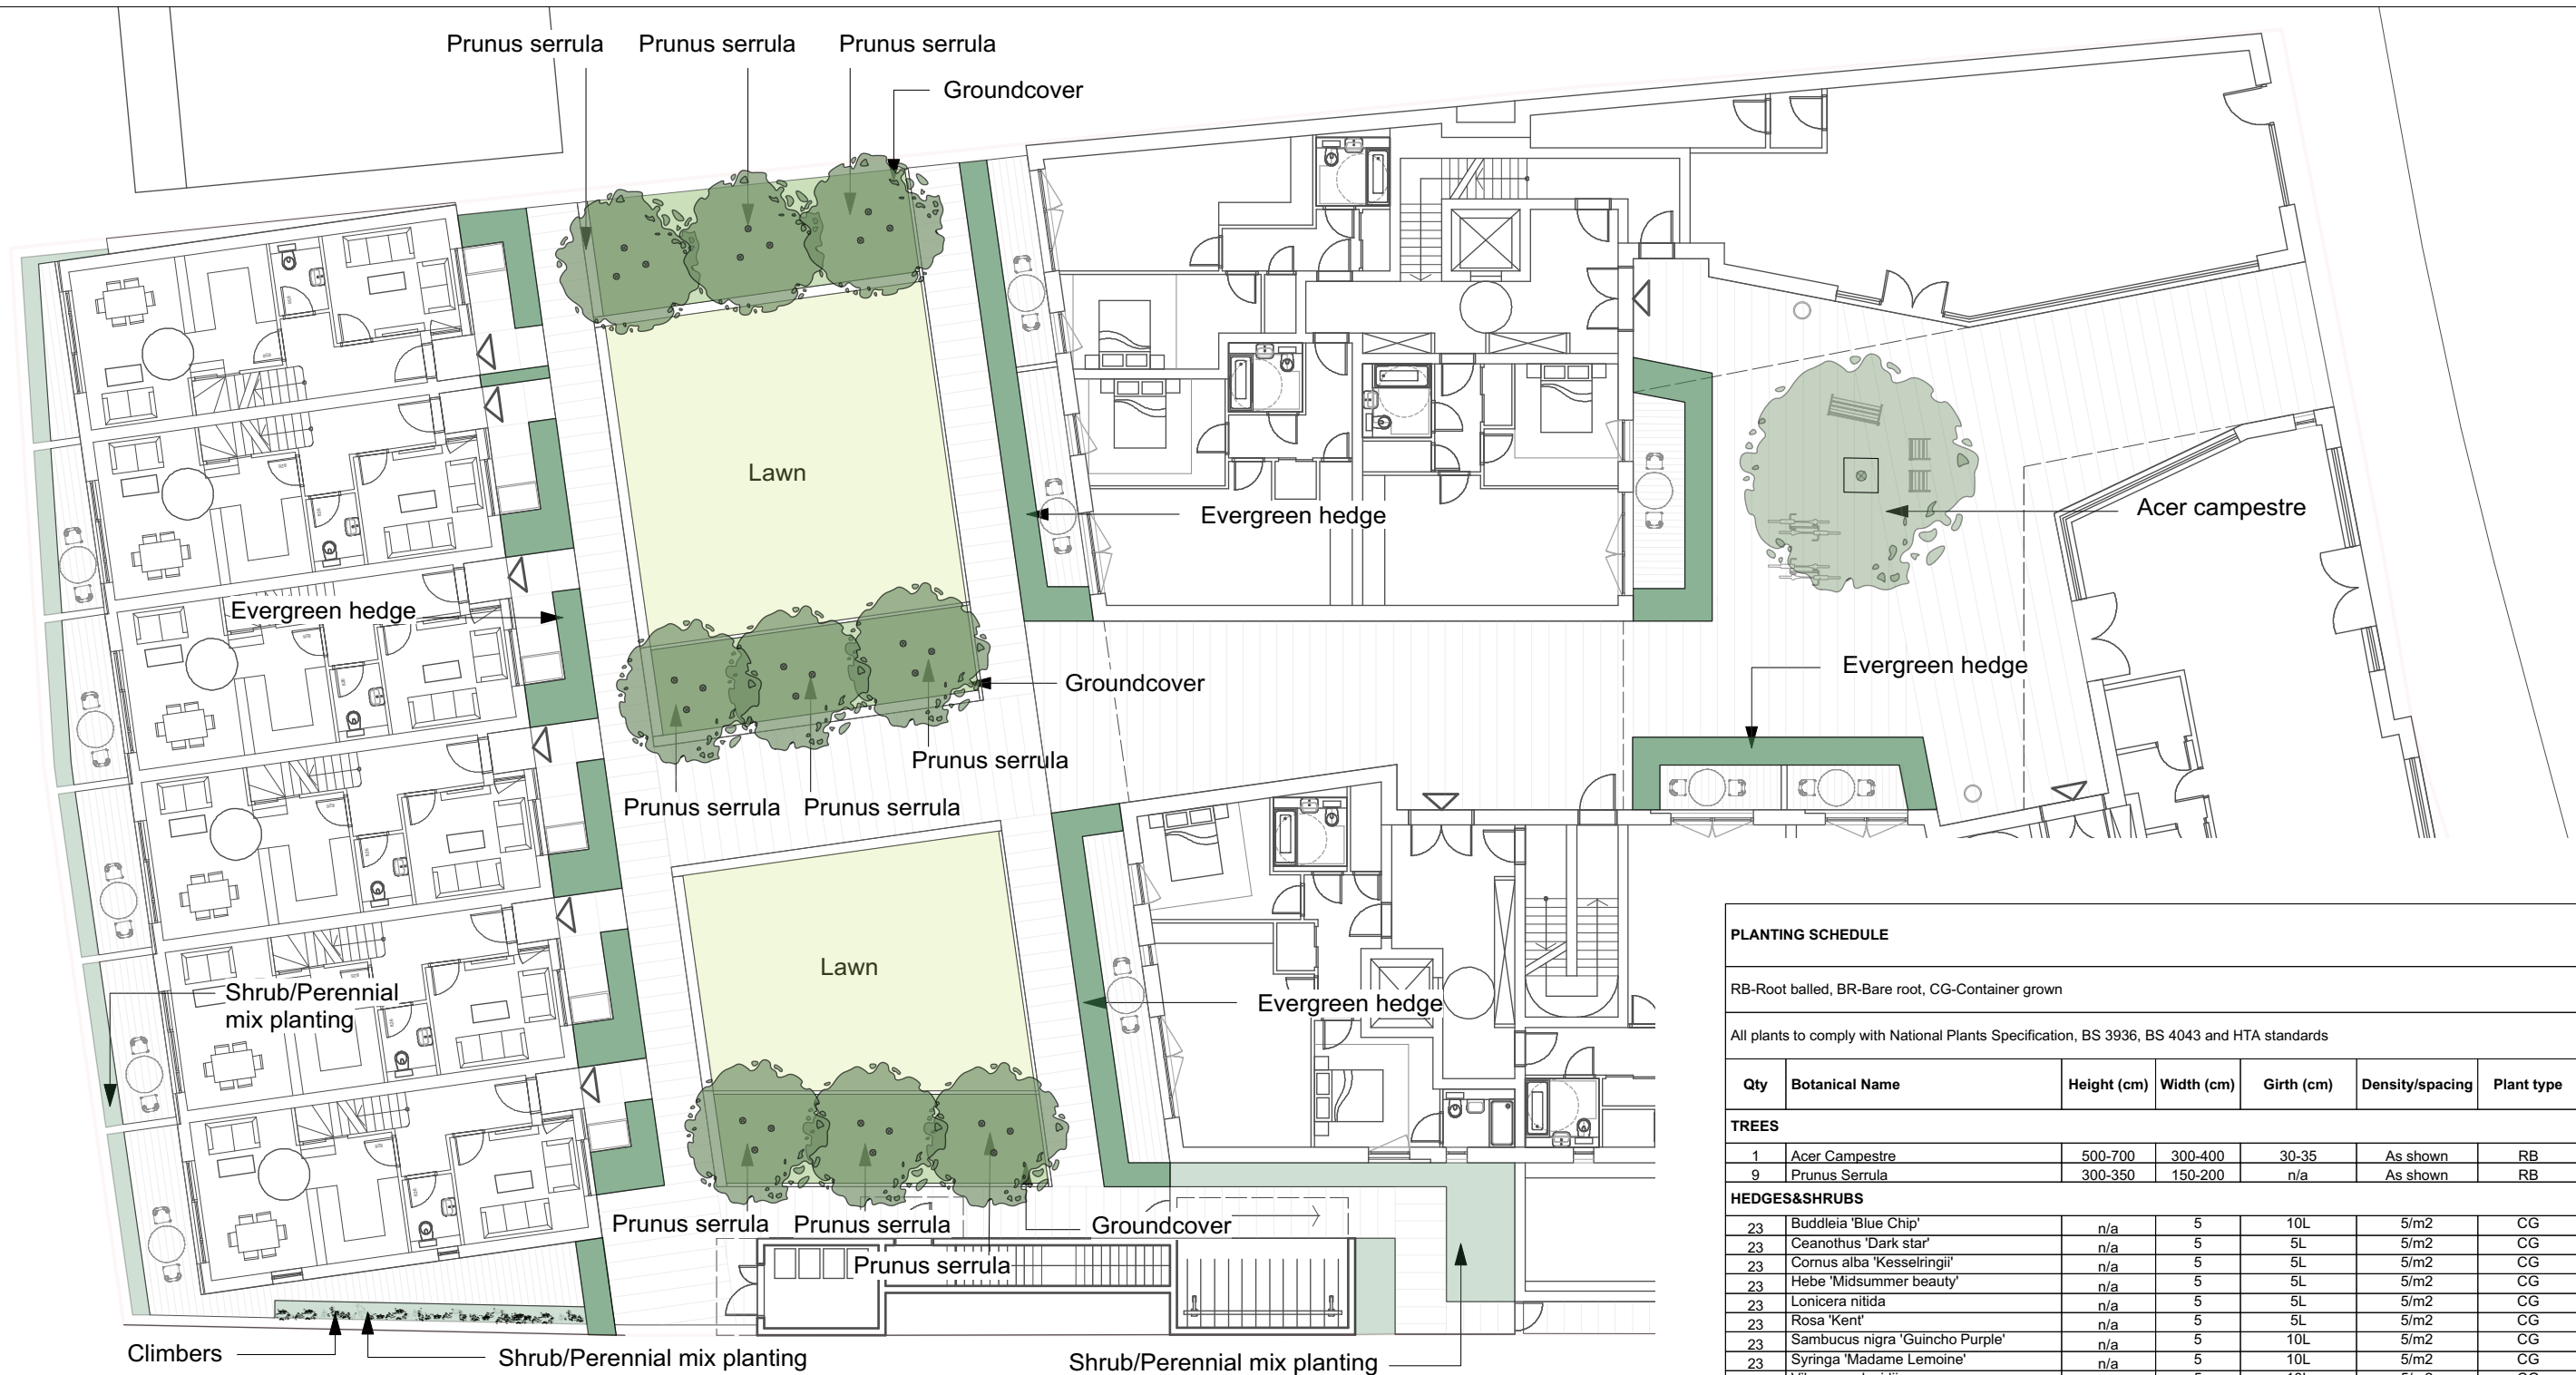 Prunus serrula
Prunus serrula
Prunus serrula
Groundcover
Lawn
Evergreen hedge
Acer campestre
Evergreen hedge
Groundcover
Evergreen hedge
Prunus serrula
Prunus serrula
Prunus serrula
Lawn
Shrub/Perennial
mix planting
Evergreen hedge
Prunus serrula
Prunus serrula
Groundcover
Prunus serrula
Climbers
Shrub/Perennial mix planting
Shrub/Perennial mix planting
PLANTING SCHEDULE
RB-Root balled, BR-Bare root, CG-Container grown
All plants to comply with National Plants Specification, BS 3936, BS 4043 and HTA standards
Qty Botanical Name Height (cm) Width (cm) Girth (cm) Density/spacing Plant type
TREES
1 Acer Campestre 500-700 300-400 30-35 As shown RB
9 Prunus Serrula 300-350 150-200 n/a As shown RB
HEDGES&SHRUBS
23 Buddleia 'Blue Chip' n/a 5 10L 5/m2 CG
23 Ceanothus 'Dark star' n/a 5 5L 5/m2 CG
23 Cornus alba 'Kesselringii' n/a 5 5L 5/m2 CG
23 Hebe 'Midsummer beauty' n/a 5 5L 5/m2 CG
23 Lonicera nitida n/a 5 5L 5/m2 CG
23 Rosa 'Kent' n/a 5 5L 5/m2 CG
23 Sambucus nigra 'Guincho Purple' n/a 5 10L 5/m2 CG
23 Syringa 'Madame Lemoine' n/a 5 10L 5/m2 CG